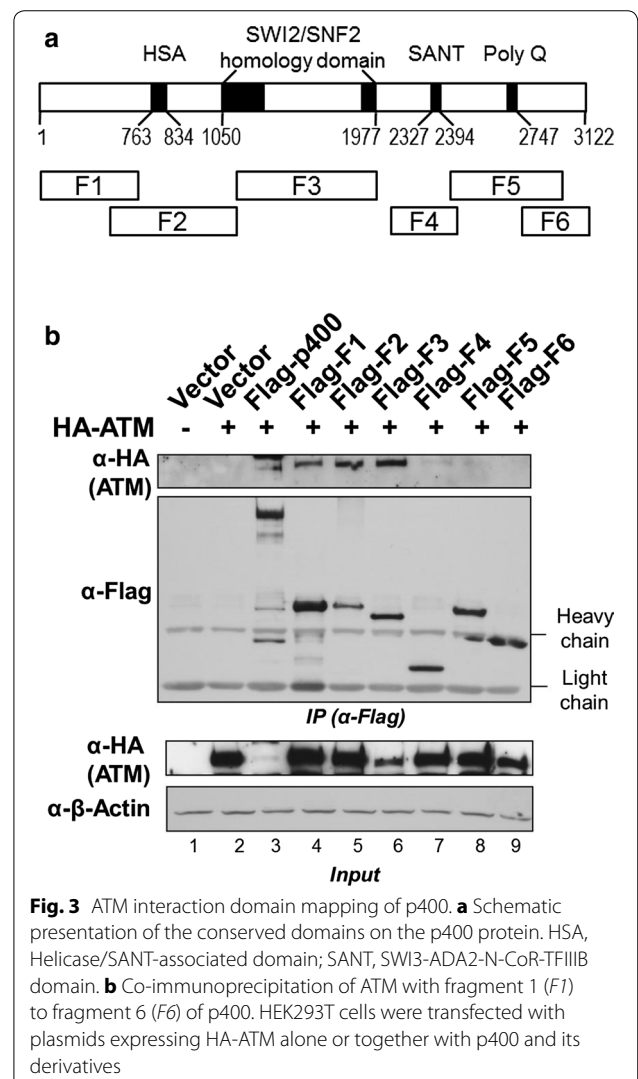 a
SWI2/SNF2
HSA homology domain SANT Poly Q
1 763 834 1050 1977 2327 2394 2747 3122
F1 F3 F5
F2 F4 F6
b
Vector Vector Flag-p400 Flag-F1 Flag-F2 Flag-F3 Flag-F4 Flag-F5 Flag-F6
HA-ATM - + + + + + + + +
α-HA
(ATM)
α-Flag
Heavy
chain
Light
chain
IP (α-Flag)
α-HA
(ATM)
α-β-Actin
1 2 3 4 5 6 7 8 9
Input
Fig. 3 ATM interaction domain mapping of p400. a Schematic
presentation of the conserved domains on the p400 protein. HSA,
Helicase/SANT-associated domain; SANT, SWI3-ADA2-N-CoR-TFIIIB
domain. b Co-immunoprecipitation of ATM with fragment 1 (F1)
to fragment 6 (F6) of p400. HEK293T cells were transfected with
plasmids expressing HA-ATM alone or together with p400 and its
derivatives